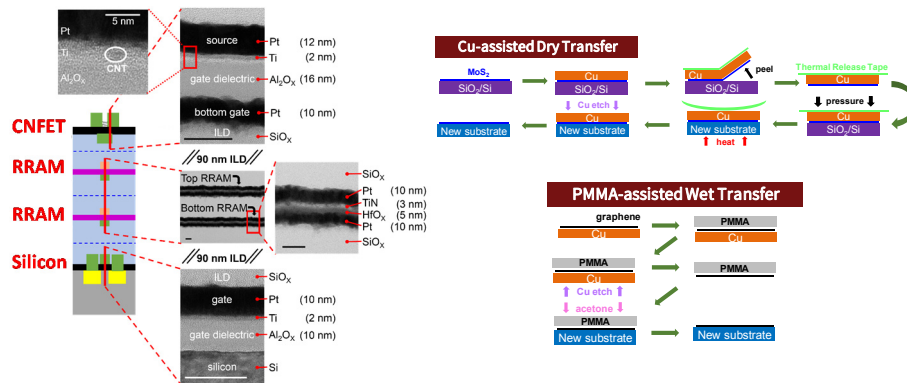 5 nm
Pt
Ti
CNT
Al₂Oₓ
source
Pt (12 nm)
Ti (2 nm)
gate dielectric
Al₂Oₓ (16 nm)
bottom gate
Pt (10 nm)
ILD
SiOₓ
CNFET
RRAM
RRAM
Silicon
90 nm ILD
Top RRAM
Bottom RRAM
SiOₓ
Pt (10 nm)
TiN (3 nm)
HfOₓ (5 nm)
Pt (10 nm)
SiOₓ
90 nm ILD
ILD
SiOₓ
gate
Pt (10 nm)
Ti (2 nm)
gate dielectric
Al₂Oₓ (10 nm)
silicon
Si
Cu-assisted Dry Transfer
MoS₂
SiO₂/Si
Cu
SiO₂/Si
Cu
peel
SiO₂/Si
Thermal Release Tape
Cu
Cu etch
pressure
New substrate
Cu
New substrate
New substrate
heat
Cu
SiO₂/Si
PMMA-assisted Wet Transfer
graphene
Cu
PMMA
Cu
PMMA
Cu
PMMA
Cu etch
acetone
PMMA
New substrate
New substrate